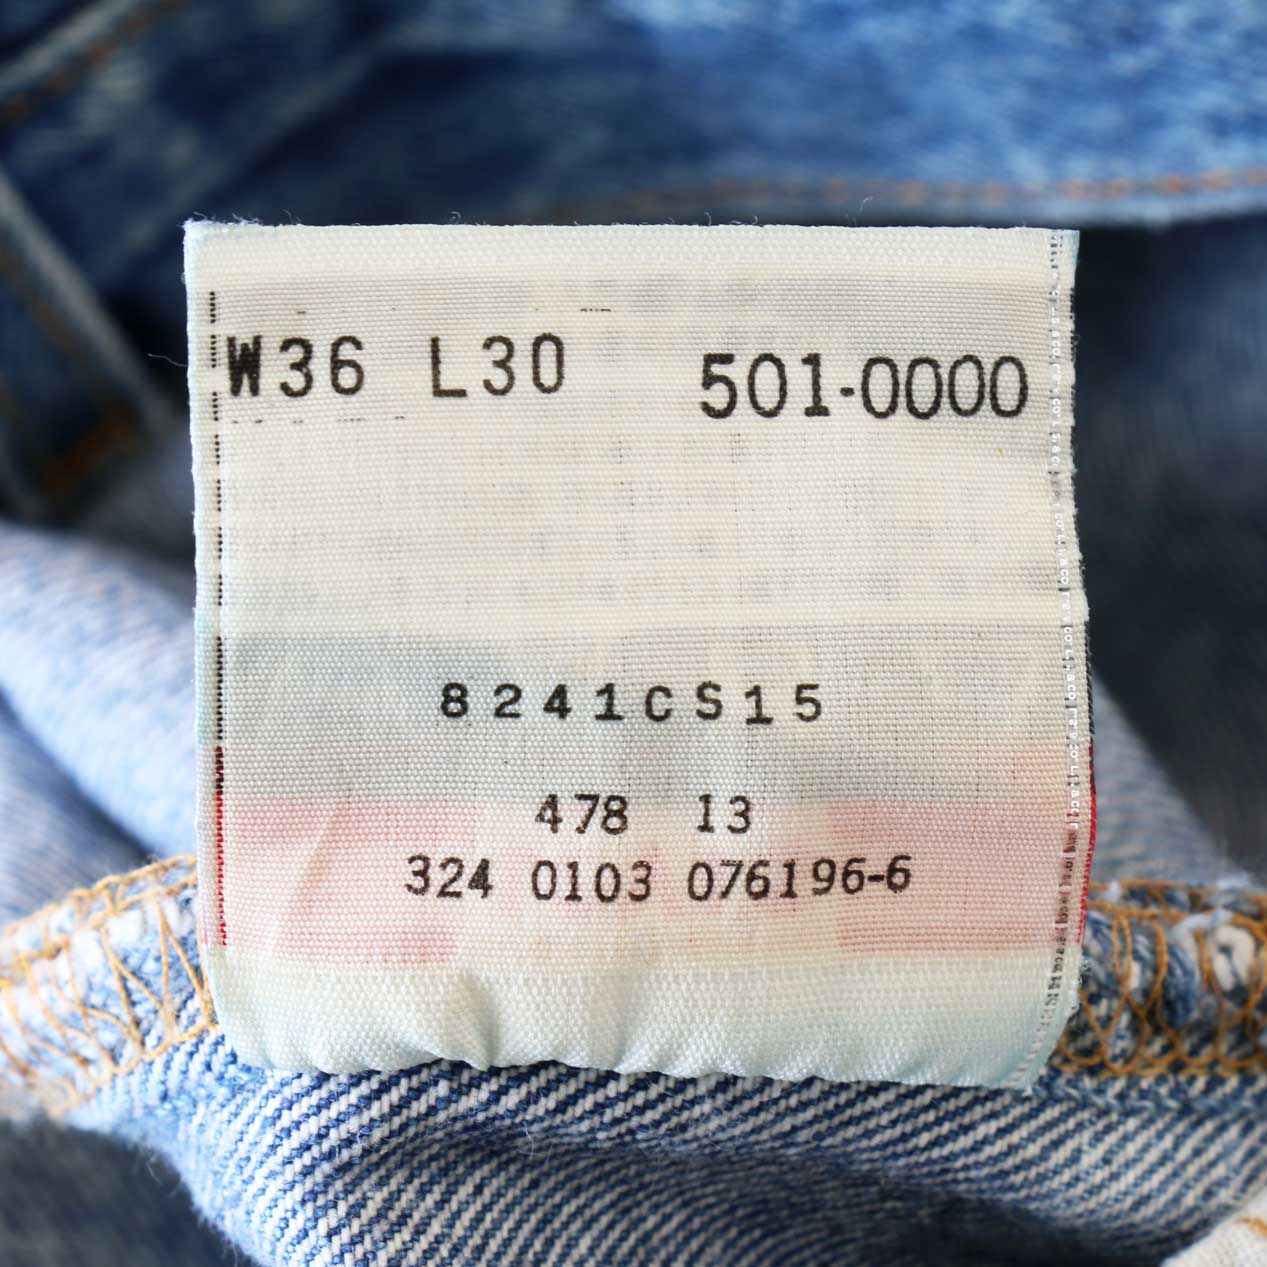 W36 L30 501-0000
8241CS15
478 13
324 0103 076196-6